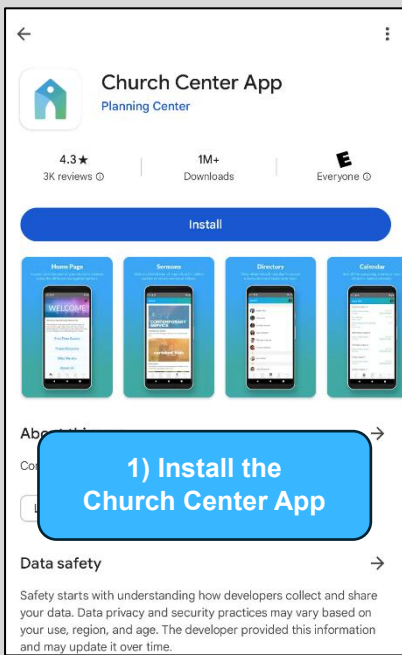 Church Center App
Planning Center
4.3★
3K reviews
1M+
Downloads
E
Everyone
Install
Home Page
Sermons
Directory
Calendar
WELCOME
CONTEMPORARY
SERVICE
1) Install the
Church Center App
Data safety
Safety starts with understanding how developers collect and share
your data. Data privacy and security practices may vary based on
your use, region, and age. The developer provided this information
and may update it over time.